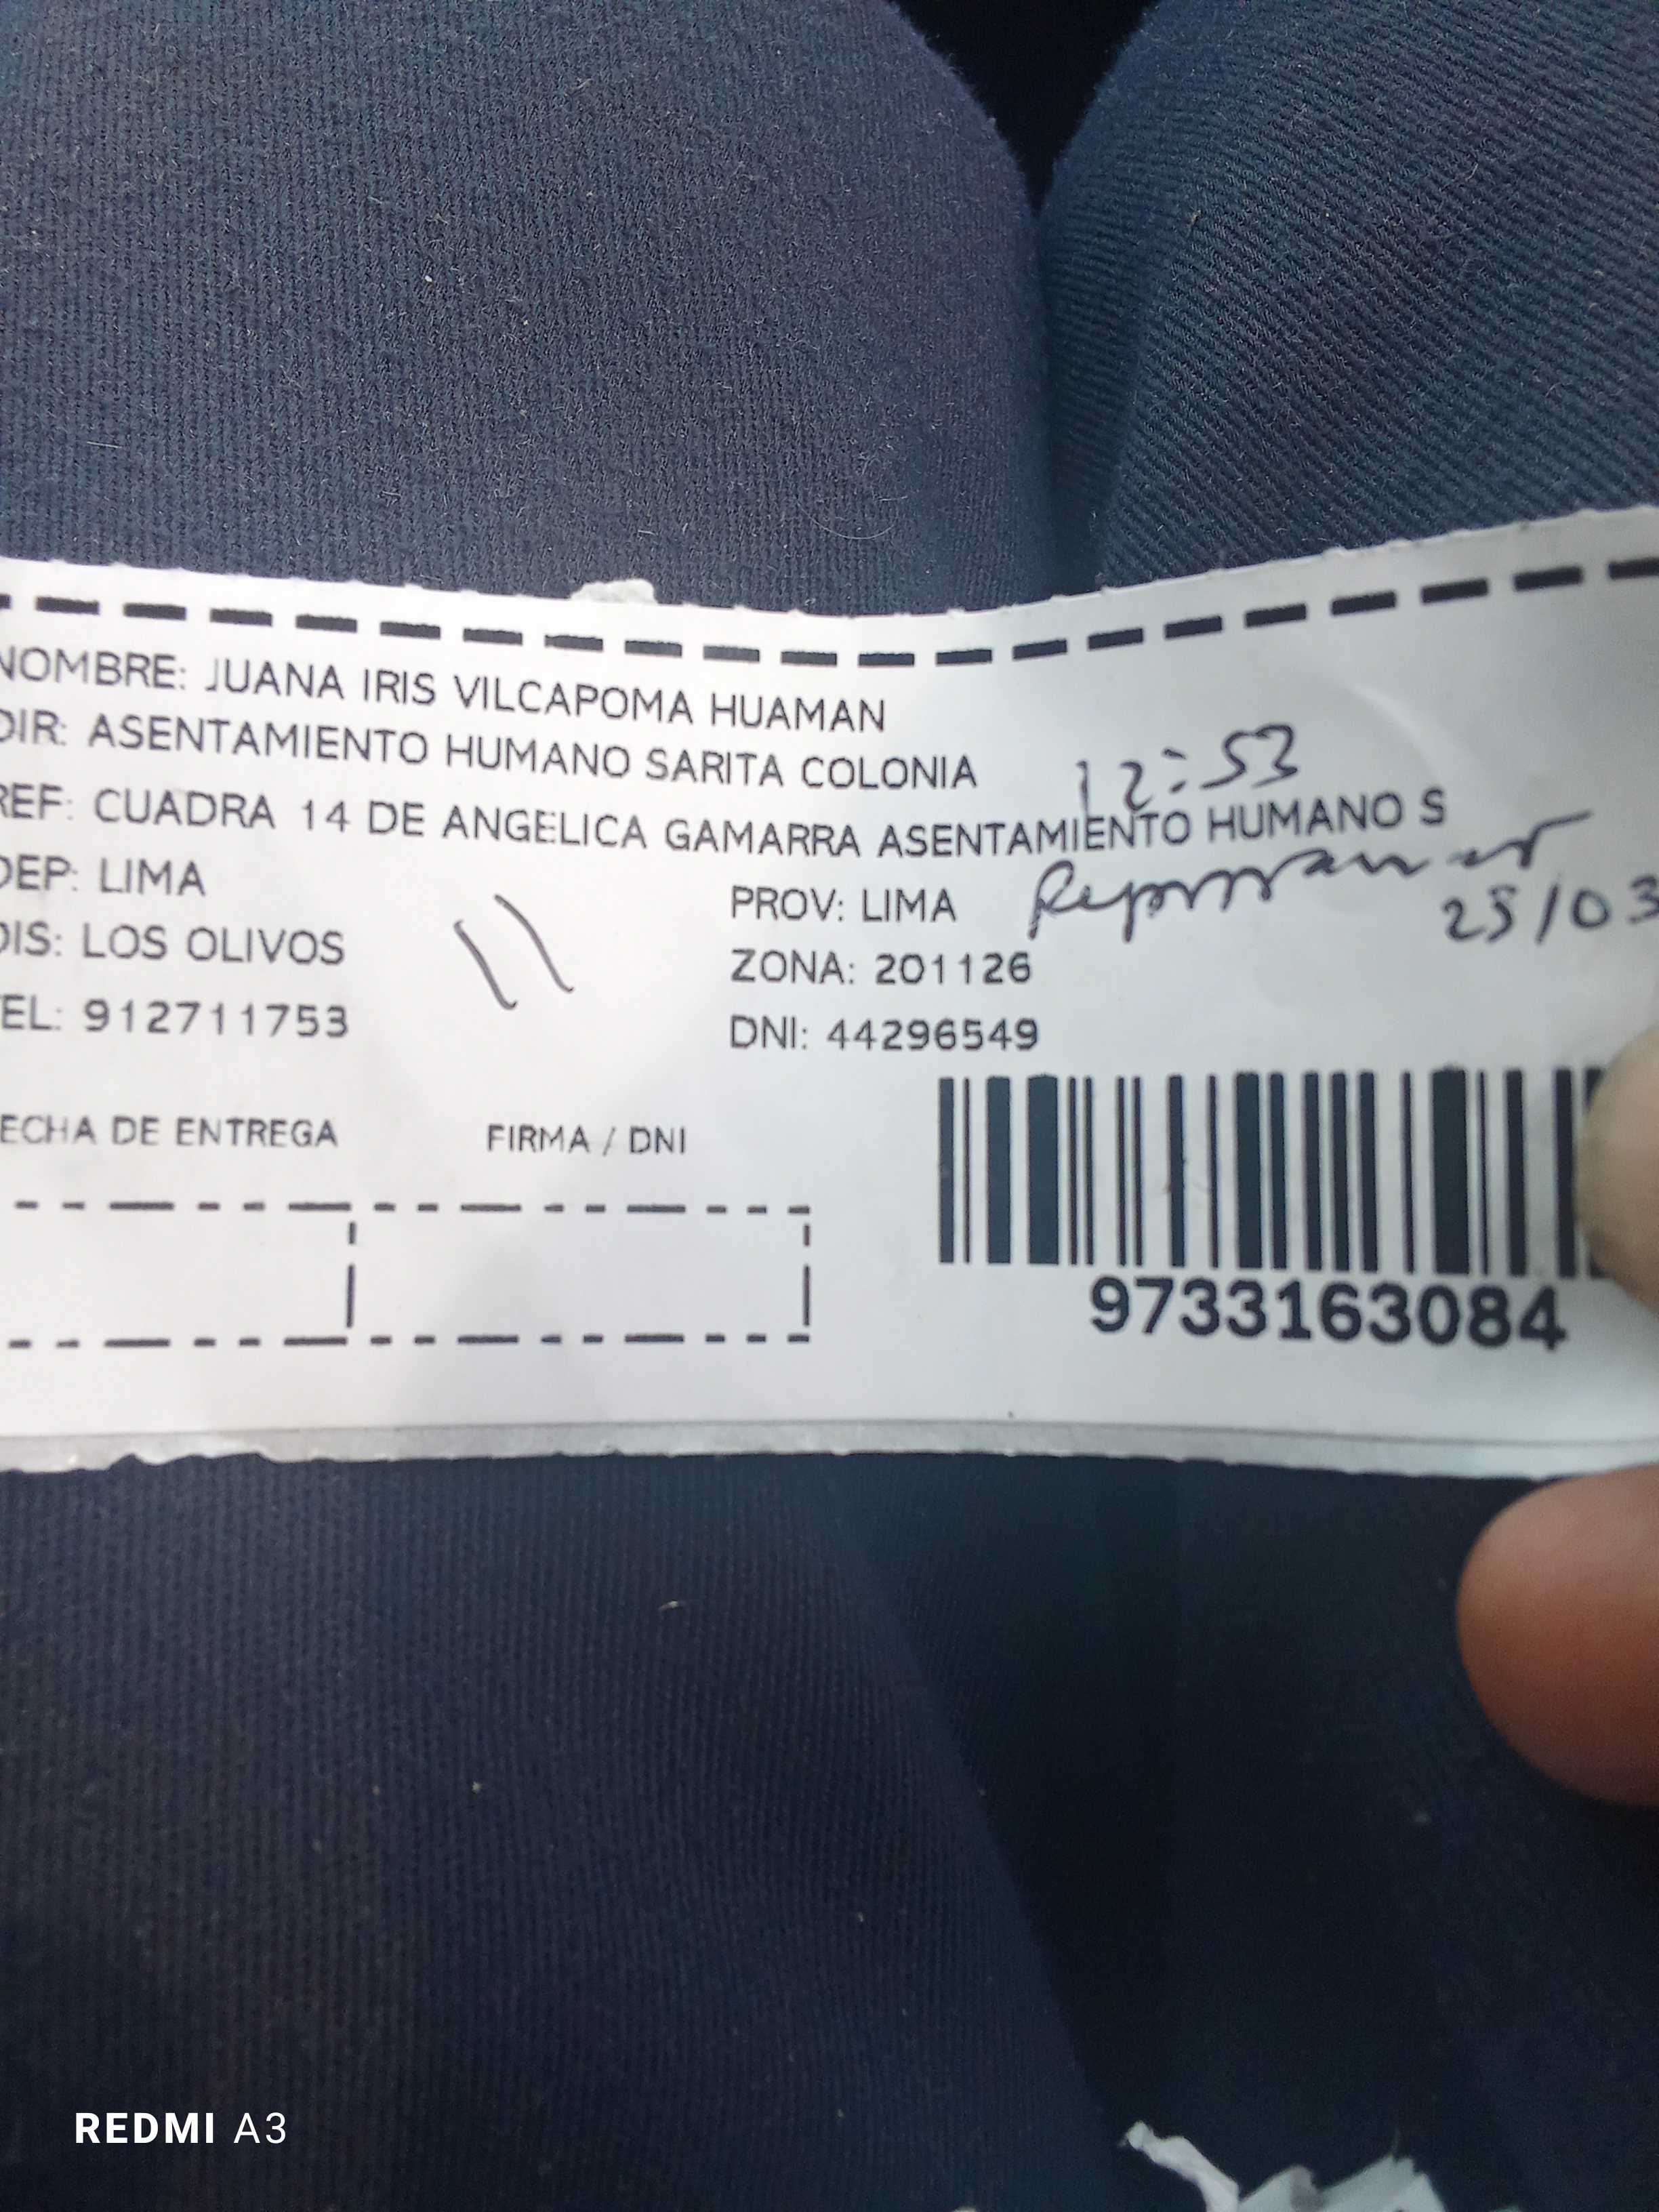 NOMBRE: JUANA IRIS VILCAPOMA HUAMAN
DIR: ASENTAMIENTO HUMANO SARITA COLONIA
12:53
REF: CUADRA 14 DE ANGELICA GAMARRA ASENTAMIENTO HUMANO S
DEP: LIMA
PROV: LIMA
25/03
DIS: LOS OLIVOS
ZONA: 201126
TEL: 912711753
DNI: 44296549
FECHA DE ENTREGA
FIRMA / DNI
9733163084
REDMI A3